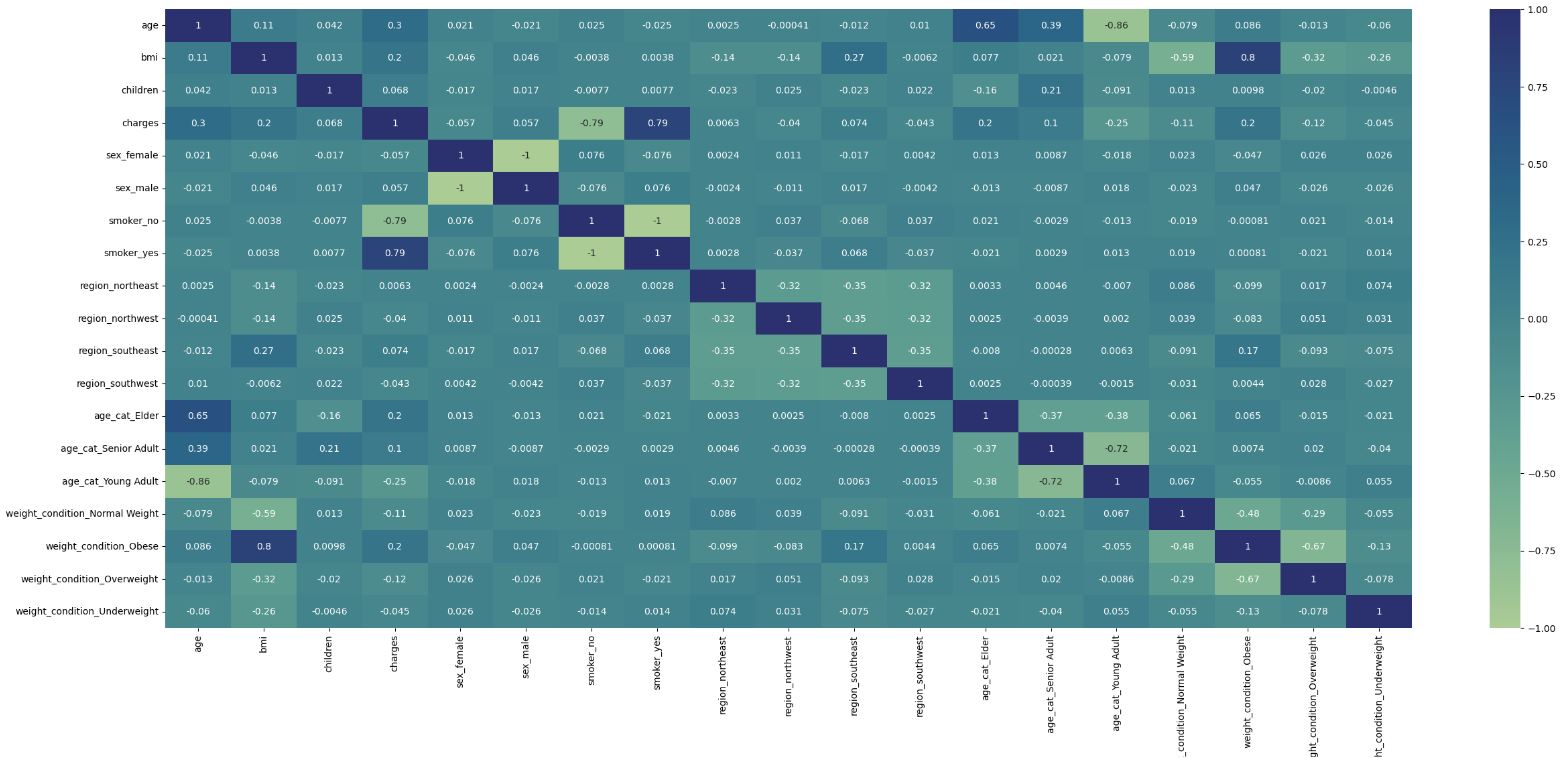 age 1 0.11 0.042 0.3 0.021 -0.021 0.025 -0.025 0.0025 -0.00041 -0.012 0.01 0.65 0.39 -0.86 -0.079 0.086 -0.013 -0.06
bmi 0.11 1 0.013 0.2 -0.046 0.046 -0.0038 0.0038 -0.14 -0.14 0.27 -0.0062 0.077 0.021 -0.079 -0.59 0.8 -0.32 -0.26
children 0.042 0.013 1 0.068 -0.017 0.017 -0.0077 0.0077 -0.023 0.025 -0.023 0.022 -0.16 0.21 -0.091 0.013 0.0098 -0.02 -0.0046
charges 0.3 0.2 0.068 1 -0.057 0.057 -0.79 0.79 0.0063 -0.04 0.074 -0.043 0.2 0.1 -0.25 -0.11 0.2 -0.12 -0.045
sex_female 0.021 -0.046 -0.017 -0.057 1 -1 0.076 -0.076 0.0024 0.011 -0.017 0.0042 0.013 0.0087 -0.018 0.023 -0.047 0.026 0.026
sex_male -0.021 0.046 0.017 0.057 -1 1 -0.076 0.076 -0.0024 -0.011 0.017 -0.0042 -0.013 -0.0087 0.018 -0.023 0.047 -0.026 -0.026
smoker_no 0.025 -0.0038 -0.0077 -0.79 0.076 -0.076 1 -1 -0.0028 0.037 -0.068 0.037 0.021 -0.0029 -0.013 -0.019 -0.00081 0.021 -0.014
smoker_yes -0.025 0.0038 0.0077 0.79 -0.076 0.076 -1 1 0.0028 -0.037 0.068 -0.037 -0.021 0.0029 0.013 0.019 0.00081 -0.021 0.014
region_northeast 0.0025 -0.14 -0.023 0.0063 0.0024 -0.0024 -0.0028 0.0028 1 -0.32 -0.35 -0.32 0.0033 0.0046 -0.007 0.086 -0.099 0.017 0.074
region_northwest -0.00041 -0.14 0.025 -0.04 0.011 -0.011 0.037 -0.037 -0.32 1 -0.35 -0.32 0.0025 -0.0039 0.002 0.039 -0.083 0.051 0.031
region_southeast -0.012 0.27 -0.023 0.074 -0.017 0.017 -0.068 0.068 -0.35 -0.35 1 -0.35 -0.008 -0.00028 0.0063 -0.091 0.17 -0.093 -0.075
region_southwest 0.01 -0.0062 0.022 -0.043 0.0042 -0.0042 0.037 -0.037 -0.32 -0.32 -0.35 1 0.0025 -0.00039 -0.0015 -0.031 0.0044 0.028 -0.027
age_cat_Elder 0.65 0.077 -0.16 0.2 0.013 -0.013 0.021 -0.021 0.0033 0.0025 -0.008 0.0025 1 -0.37 -0.38 -0.061 0.065 -0.015 -0.021
age_cat_Senior Adult 0.39 0.021 0.21 0.1 0.0087 -0.0087 -0.0029 0.0029 0.0046 -0.0039 -0.00028 -0.00039 -0.37 1 -0.72 -0.021 0.0074 0.02 -0.04
age_cat_Young Adult -0.86 -0.079 -0.091 -0.25 -0.018 0.018 -0.013 0.013 -0.007 0.002 0.0063 -0.0015 -0.38 -0.72 1 0.067 -0.055 -0.0086 0.055
weight_condition_Normal Weight -0.079 -0.59 0.013 -0.11 0.023 -0.023 -0.019 0.019 0.086 0.039 -0.091 -0.031 -0.061 -0.021 0.067 1 -0.48 -0.29 -0.055
weight_condition_Obese 0.086 0.8 0.0098 0.2 -0.047 0.047 -0.00081 0.00081 -0.099 -0.083 0.17 0.0044 0.065 0.0074 -0.055 -0.48 1 -0.67 -0.13
weight_condition_Overweight -0.013 -0.32 -0.02 -0.12 0.026 -0.026 0.021 -0.021 0.017 0.051 -0.093 0.028 -0.015 0.02 -0.0086 -0.29 -0.67 1 -0.078
weight_condition_Underweight -0.06 -0.26 -0.0046 -0.045 0.026 -0.026 -0.014 0.014 0.074 0.031 -0.075 -0.027 -0.021 -0.04 0.055 -0.055 -0.13 -0.078 1
age
bmi
children
charges
sex_female
sex_male
smoker_no
smoker_yes
region_northeast
region_northwest
region_southeast
region_southwest
age_cat_Elder
age_cat_Senior Adult
age_cat_Young Adult
_condition_Normal Weight
weight_condition_Obese
ght_condition_Overweight
ht_condition_Underweight
1.00
0.75
0.50
0.25
0.00
−0.25
−0.50
−0.75
−1.00